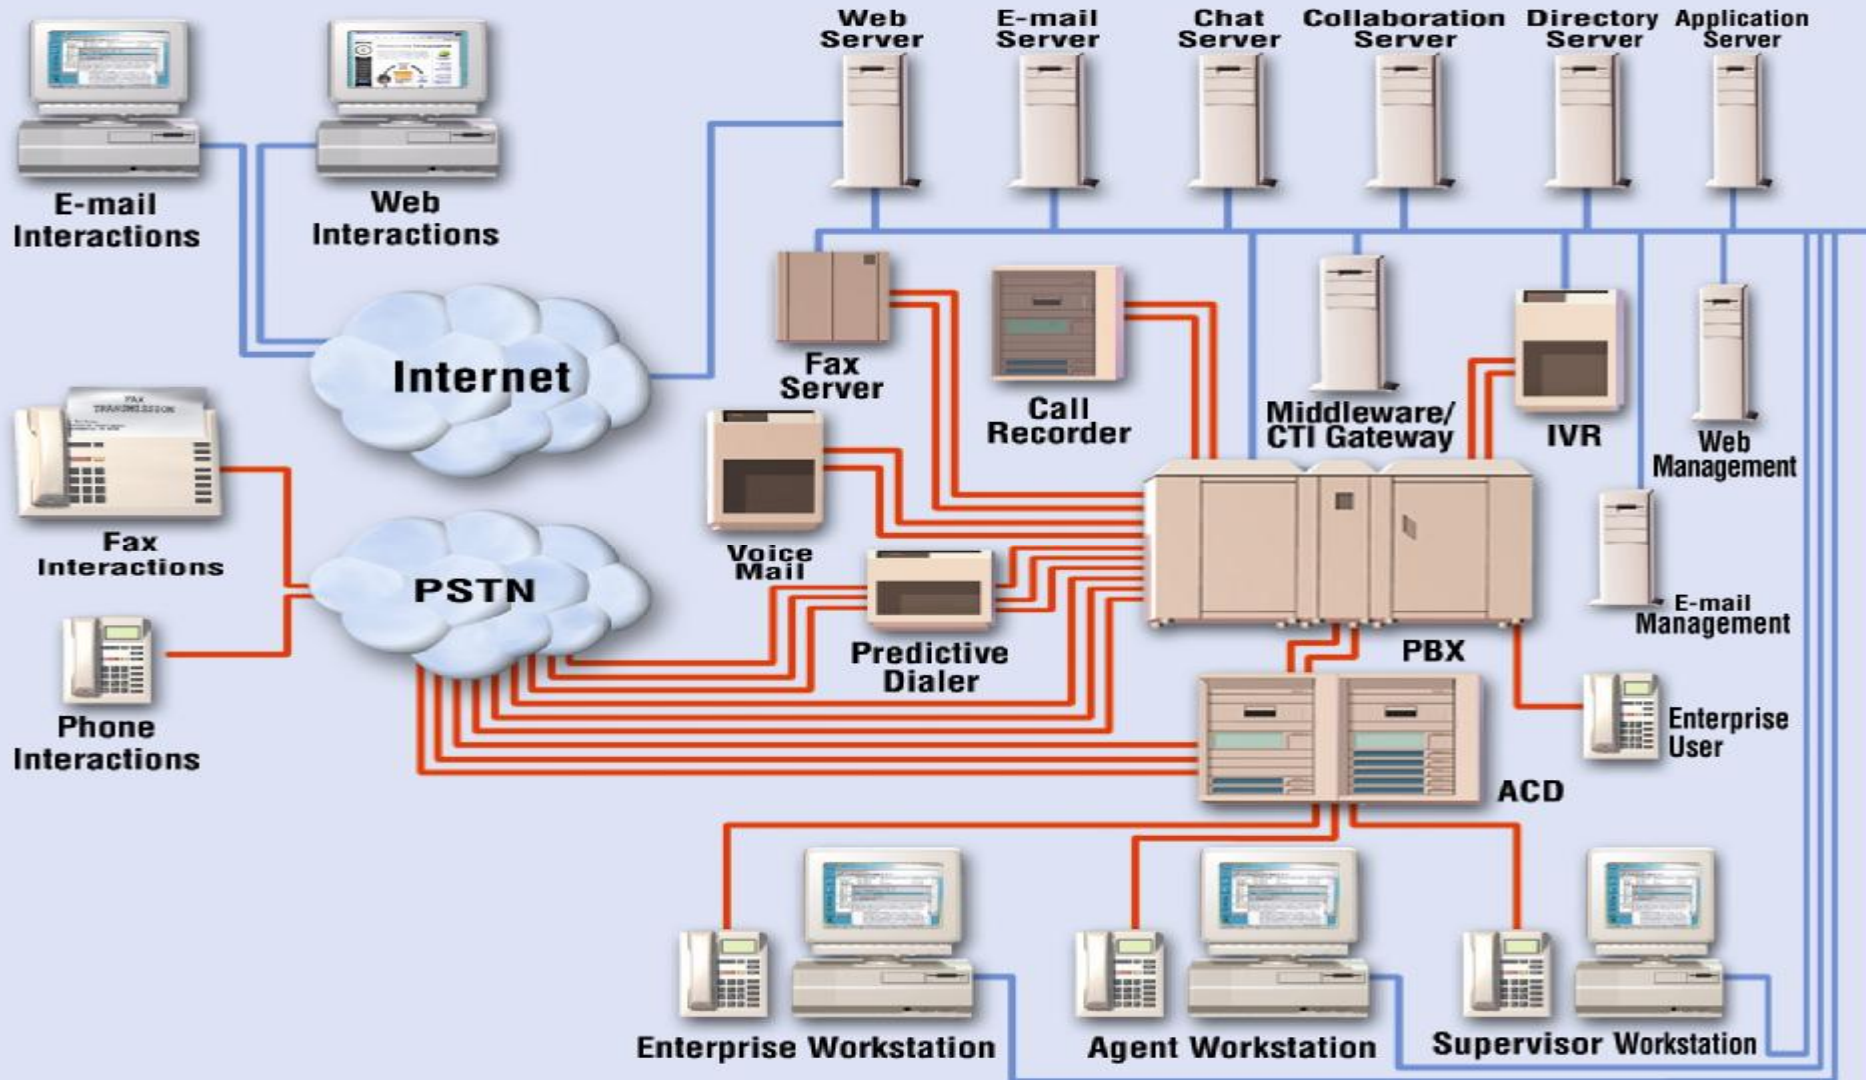 Web
Server
E-mail
Server
Chat
Server
Collaboration
Server
Directory
Server
Application
Server
E-mail
Interactions
Web
Interactions
Internet
Fax
Server
Call
Recorder
Middleware/
CTI Gateway
IVR
Web
Management
FAX
TRANSMISSION
Fax
Interactions
Voice
Mail
PSTN
E-mail
Management
Predictive
Dialer
PBX
Phone
Interactions
Enterprise
User
ACD
Enterprise Workstation
Agent Workstation
Supervisor Workstation